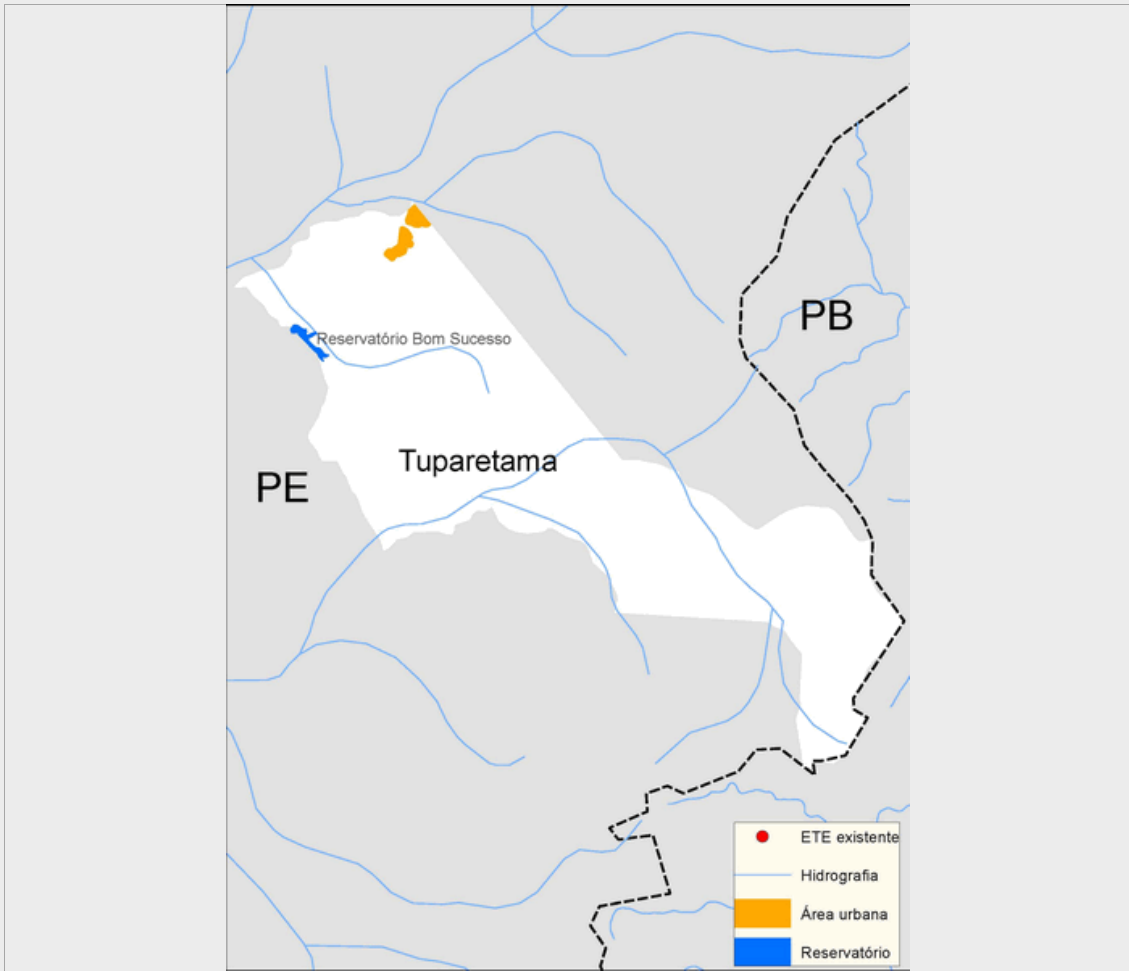 PB
Reservatório Bom Sucesso
Tuparetama
PE
ETE existente
Hidrografia
Área urbana
Reservatório